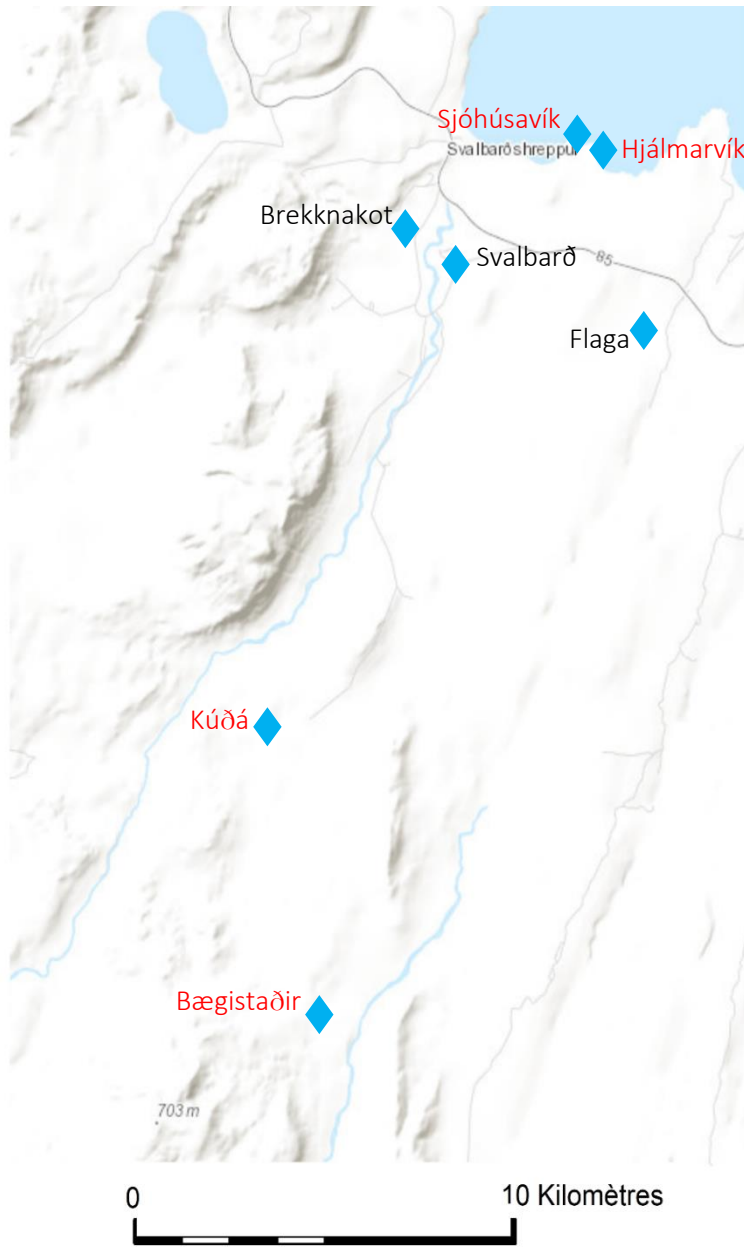 Sjóhúsavík
Svalbarðshreppur
Hjálmarvík
Brekknakot
Svalbarð
85
Flaga
Kúðá
Bægistaðir
703 m
0
10 Kilomètres